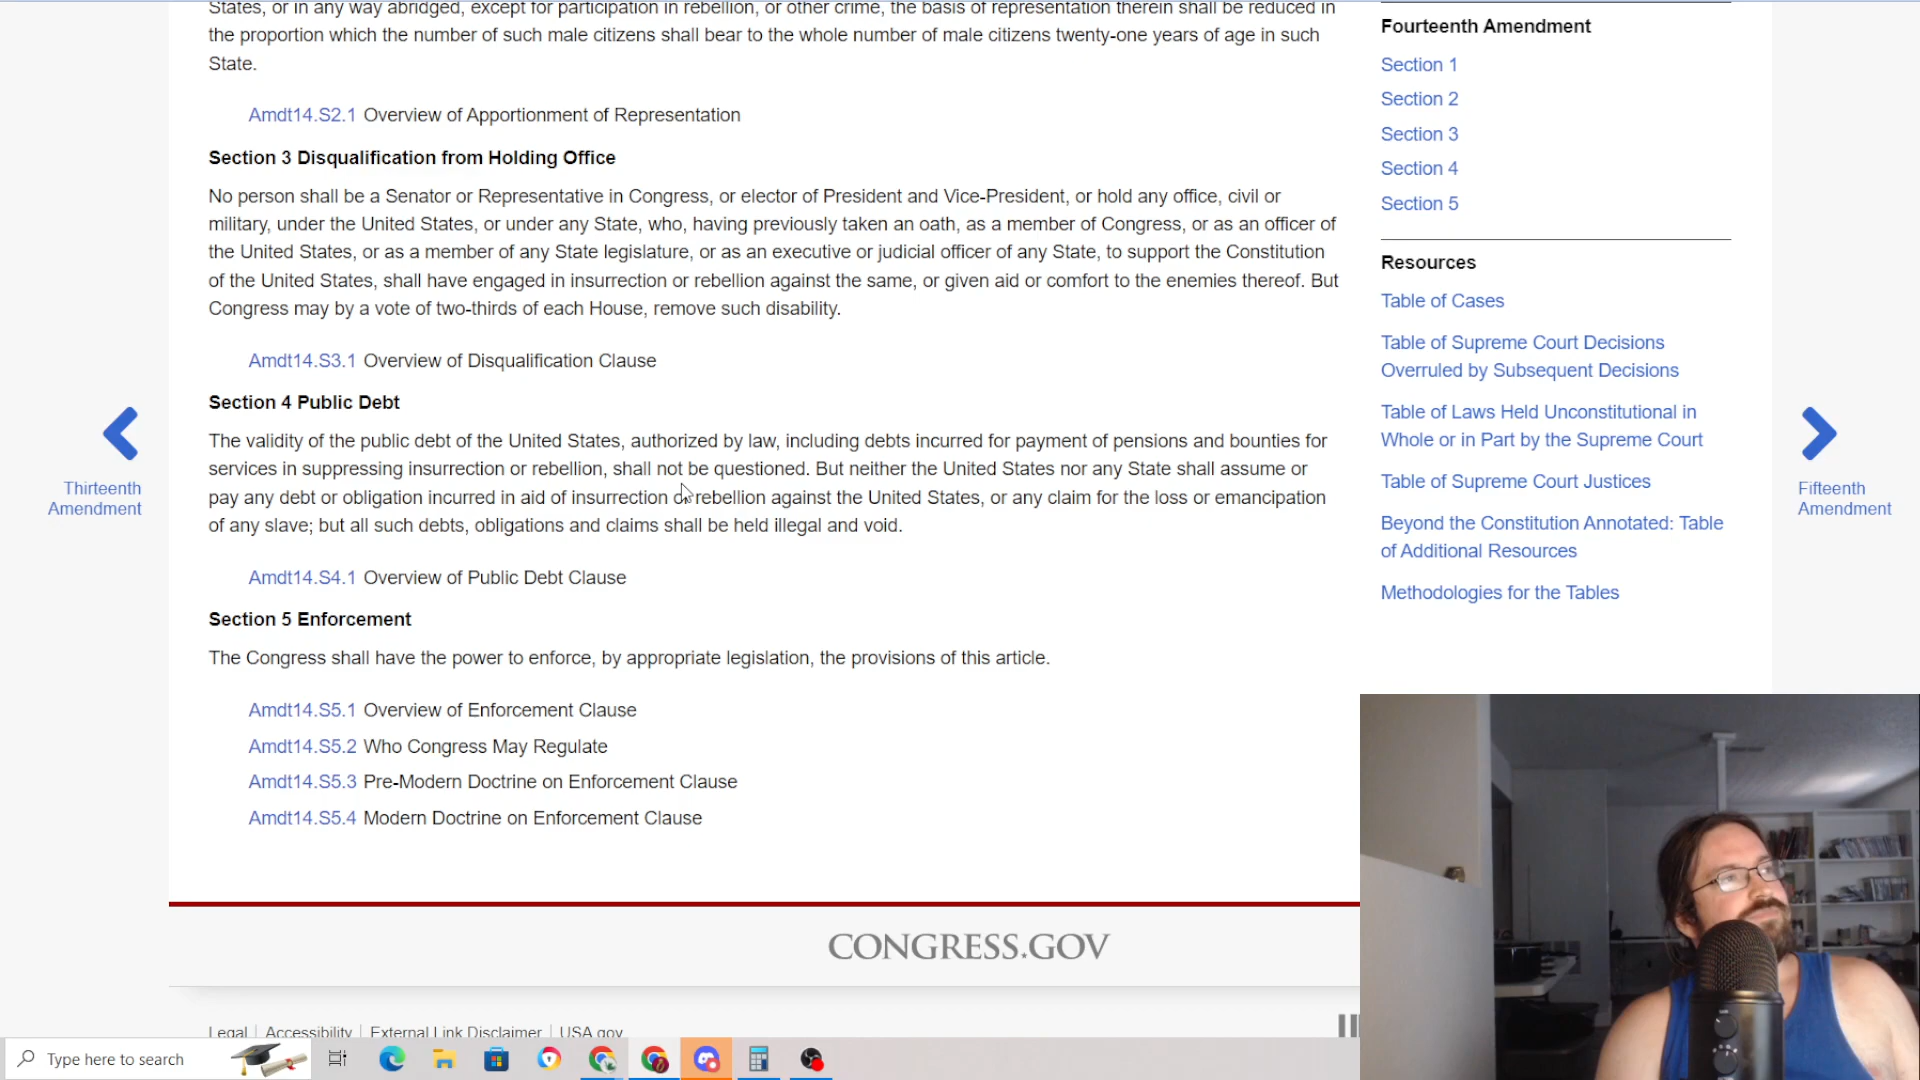 States, or in any way abridged, except for participation in rebellion, or other crime, the basis of representation therein shall be reduced in
the proportion which the number of such male citizens shall bear to the whole number of male citizens twenty-one years of age in such
State.
Amdt14.S2.1 Overview of Apportionment of Representation
Section 3 Disqualification from Holding Office
No person shall be a Senator or Representative in Congress, or elector of President and Vice-President, or hold any office, civil or
military, under the United States, or under any State, who, having previously taken an oath, as a member of Congress, or as an officer of
the United States, or as a member of any State legislature, or as an executive or judicial officer of any State, to support the Constitution
of the United States, shall have engaged in insurrection or rebellion against the same, or given aid or comfort to the enemies thereof. But
Congress may by a vote of two-thirds of each House, remove such disability.
Amdt14.S3.1 Overview of Disqualification Clause
Section 4 Public Debt
The validity of the public debt of the United States, authorized by law, including debts incurred for payment of pensions and bounties for
services in suppressing insurrection or rebellion, shall not be questioned. But neither the United States nor any State shall assume or
pay any debt or obligation incurred in aid of insurrection or rebellion against the United States, or any claim for the loss or emancipation
of any slave; but all such debts, obligations and claims shall be held illegal and void.
Amdt14.S4.1 Overview of Public Debt Clause
Section 5 Enforcement
The Congress shall have the power to enforce, by appropriate legislation, the provisions of this article.
Amdt14.S5.1 Overview of Enforcement Clause
Amdt14.S5.2 Who Congress May Regulate
Amdt14.S5.3 Pre-Modern Doctrine on Enforcement Clause
Amdt14.S5.4 Modern Doctrine on Enforcement Clause
Thirteenth
Amendment
Fourteenth Amendment
Section 1
Section 2
Section 3
Section 4
Section 5
Resources
Table of Cases
Table of Supreme Court Decisions
Overruled by Subsequent Decisions
Table of Laws Held Unconstitutional in
Whole or in Part by the Supreme Court
Table of Supreme Court Justices
Beyond the Constitution Annotated: Table
of Additional Resources
Methodologies for the Tables
Fifteenth
Amendment
CONGRESS.GOV
Legal | Accessibility | External Link Disclaimer | USA.gov
Type here to search